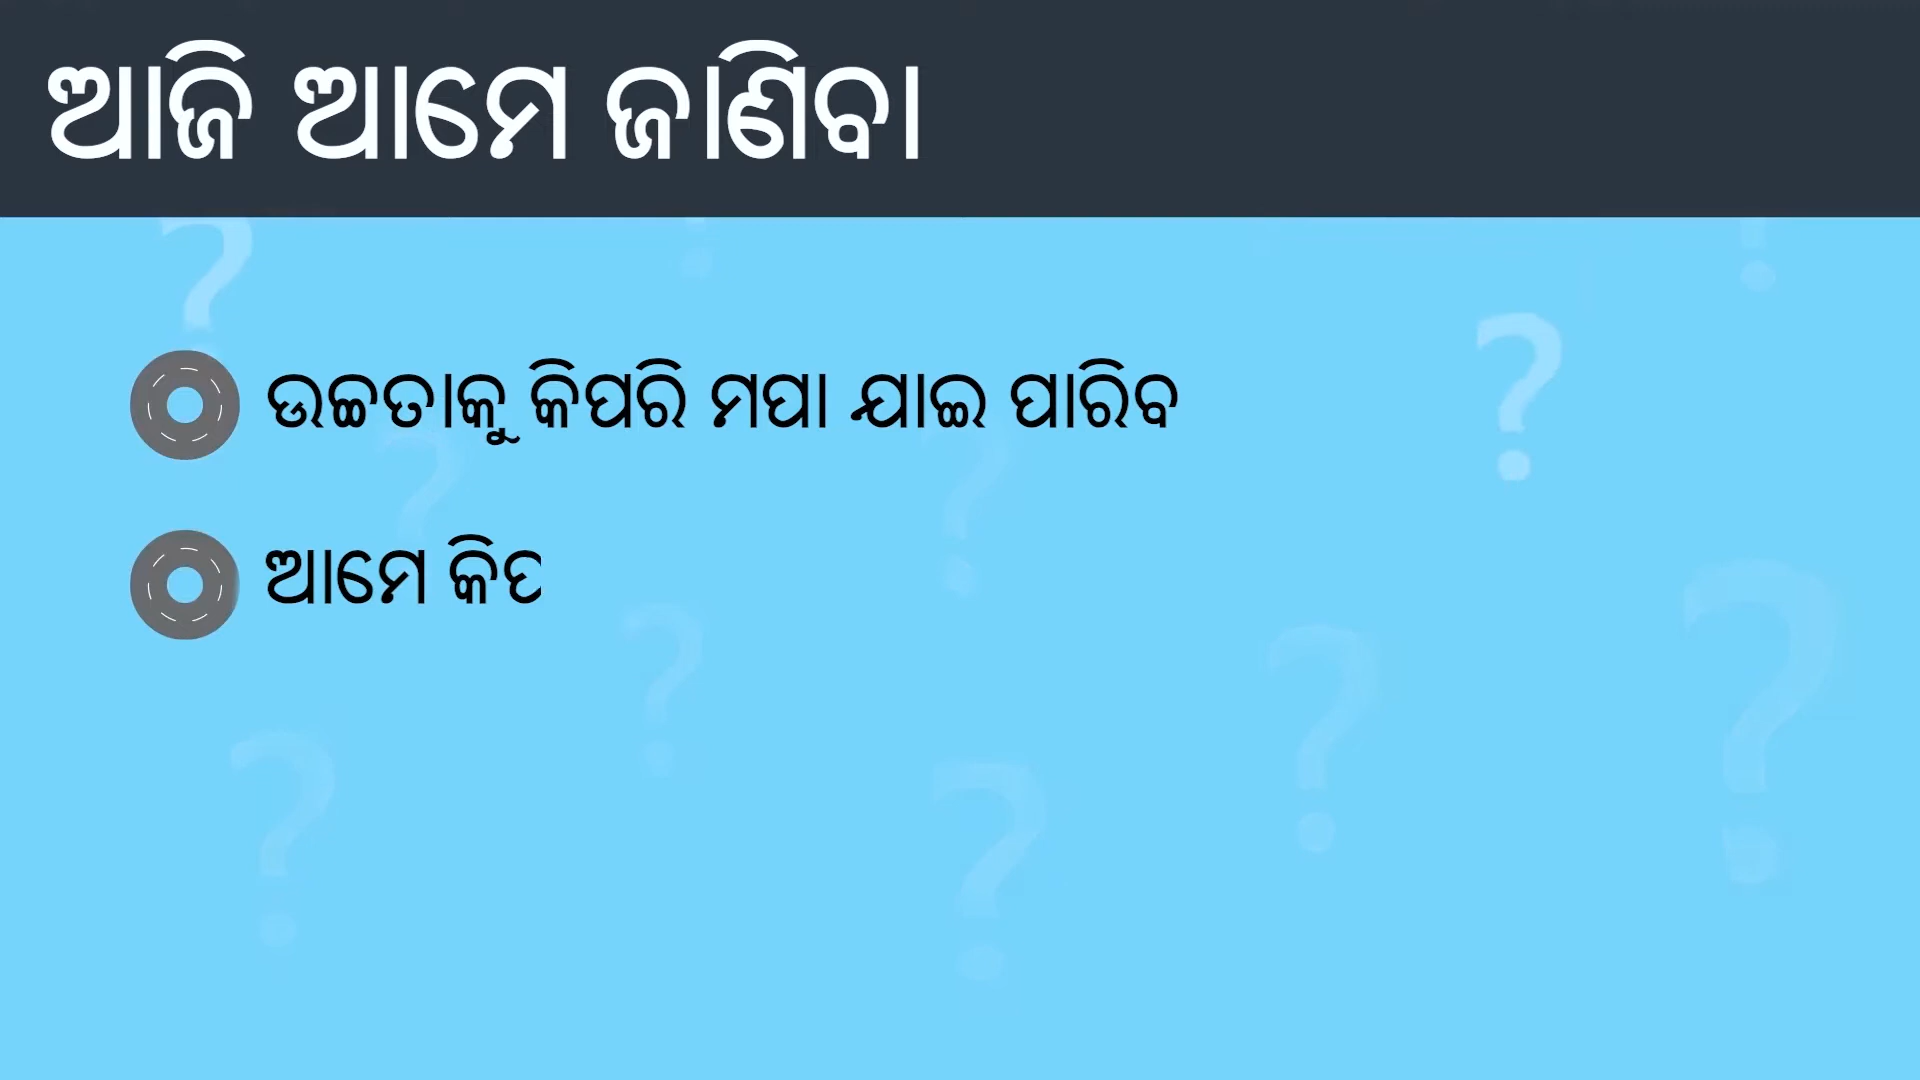 ଆଜି ଆମେ ଜାଣିବା
ଉଚ୍ଚତାକୁ କିପରି ମପା ଯାଇ ପାରିବ
ଆମେ କିପ